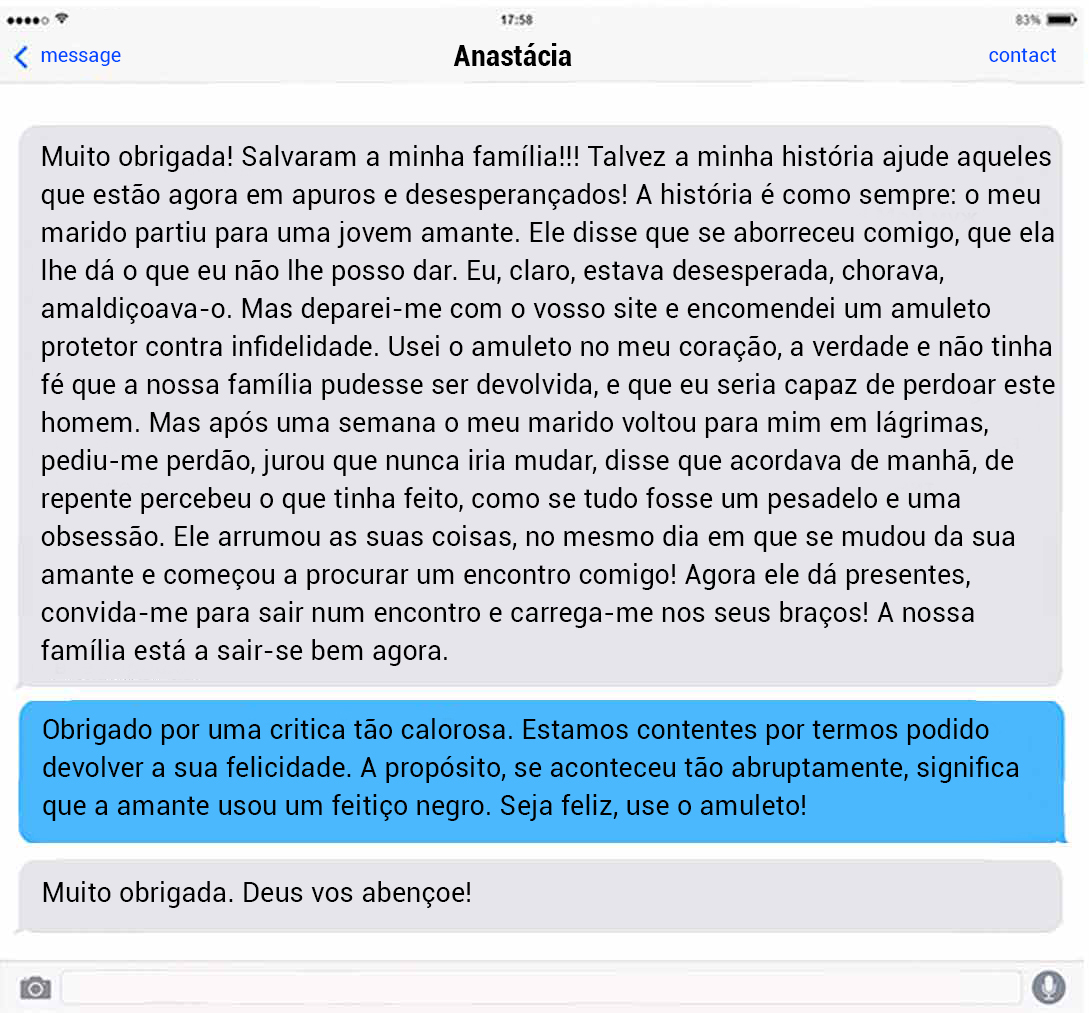 17:58
83%
message
Anastácia
contact
Muito obrigada! Salvaram a minha família!!! Talvez a minha história ajude aqueles
que estão agora em apuros e desesperançados! A história é como sempre: o meu
marido partiu para uma jovem amante. Ele disse que se aborreceu comigo, que ela
lhe dá o que eu não lhe posso dar. Eu, claro, estava desesperada, chorava,
amaldiçoava-o. Mas deparei-me com o vosso site e encomendei um amuleto
protetor contra infidelidade. Usei o amuleto no meu coração, a verdade e não tinha
fé que a nossa família pudesse ser devolvida, e que eu seria capaz de perdoar este
homem. Mas após uma semana o meu marido voltou para mim em lágrimas,
pediu-me perdão, jurou que nunca iria mudar, disse que acordava de manhã, de
repente percebeu o que tinha feito, como se tudo fosse um pesadelo e uma
obsessão. Ele arrumou as suas coisas, no mesmo dia em que se mudou da sua
amante e começou a procurar um encontro comigo! Agora ele dá presentes,
convida-me para sair num encontro e carrega-me nos seus braços! A nossa
família está a sair-se bem agora.
Obrigado por uma critica tão calorosa. Estamos contentes por termos podido
devolver a sua felicidade. A propósito, se aconteceu tão abruptamente, significa
que a amante usou um feitiço negro. Seja feliz, use o amuleto!
Muito obrigada. Deus vos abençoe!